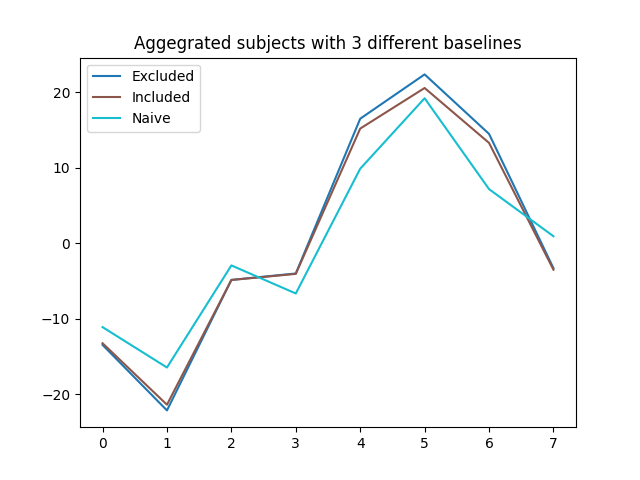 Aggegrated subjects with 3 different baselines
Excluded
Included
Naive
20
10
0
−10
−20
0 1 2 3 4 5 6 7